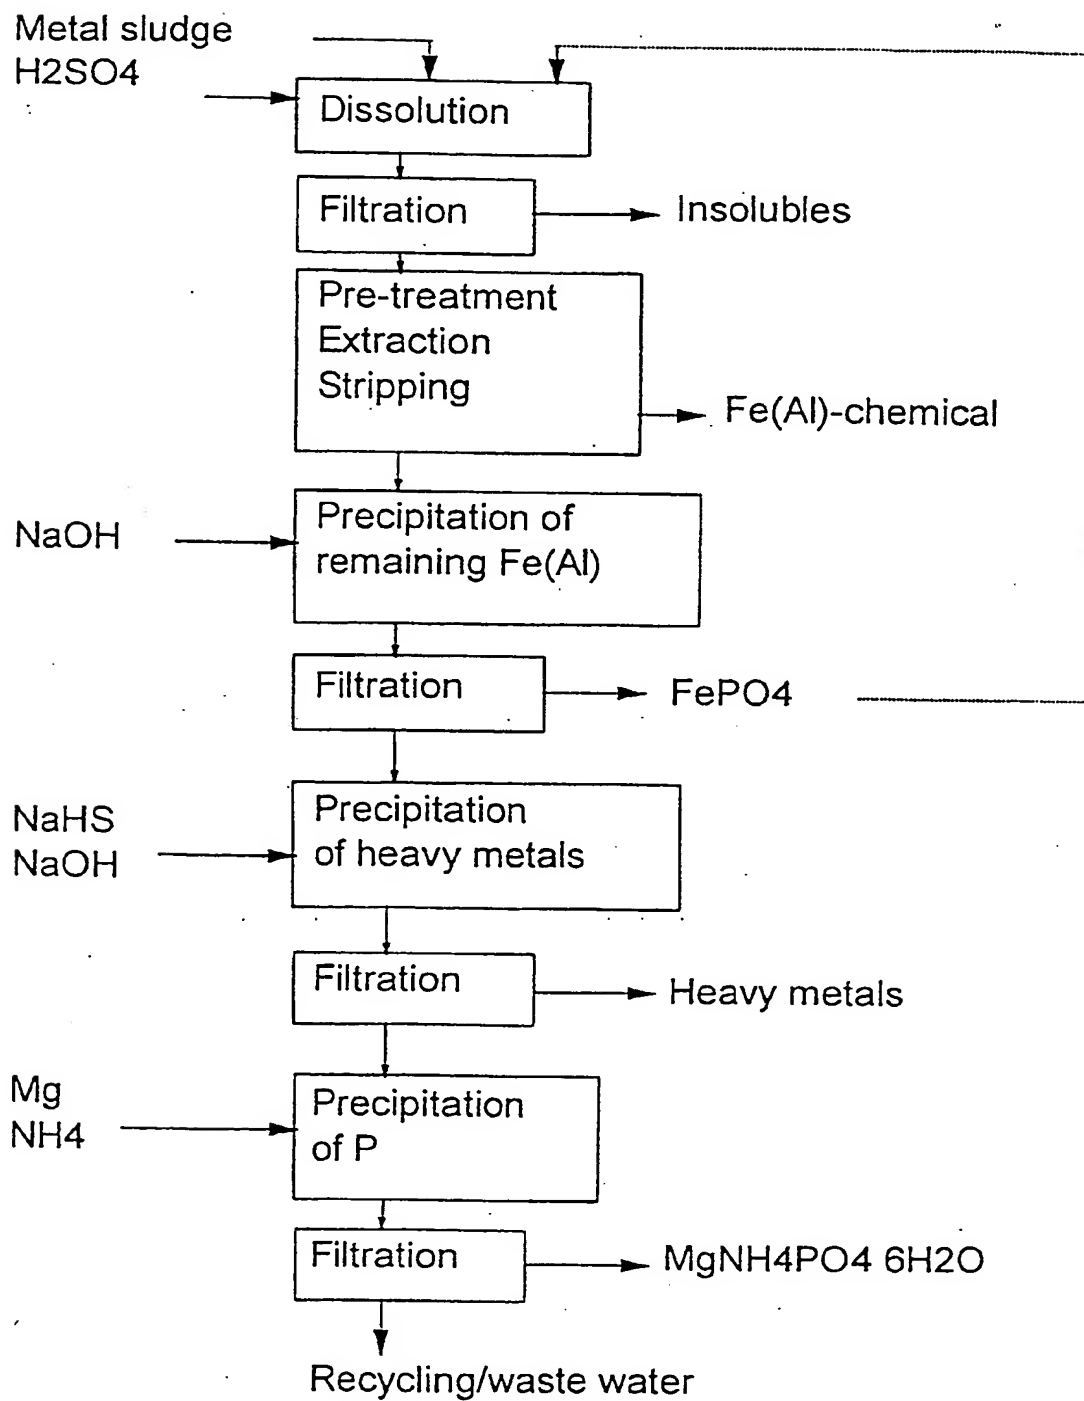 Metal sludge
H2SO4
Dissolution
Filtration
Insolubles
Pre-treatment
Extraction
Stripping
Fe(Al)-chemical
NaOH
Precipitation of
remaining Fe(Al)
Filtration
FePO4
NaHS
NaOH
Precipitation
of heavy metals
Filtration
Heavy metals
Mg
NH4
Precipitation
of P
Filtration
MgNH4PO4 6H2O
Recycling/waste water